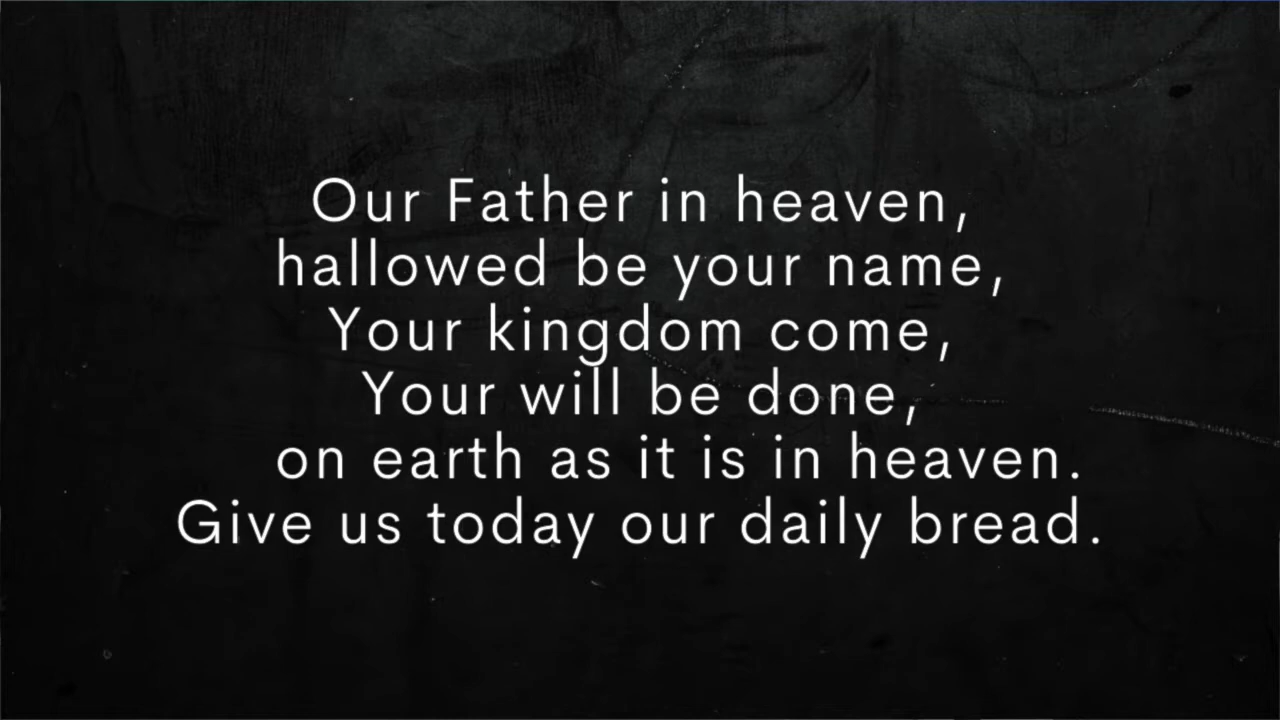 Our Father in heaven,
hallowed be your name,
Your kingdom come,
Your will be done,
on earth as it is in heaven.
Give us today our daily bread.